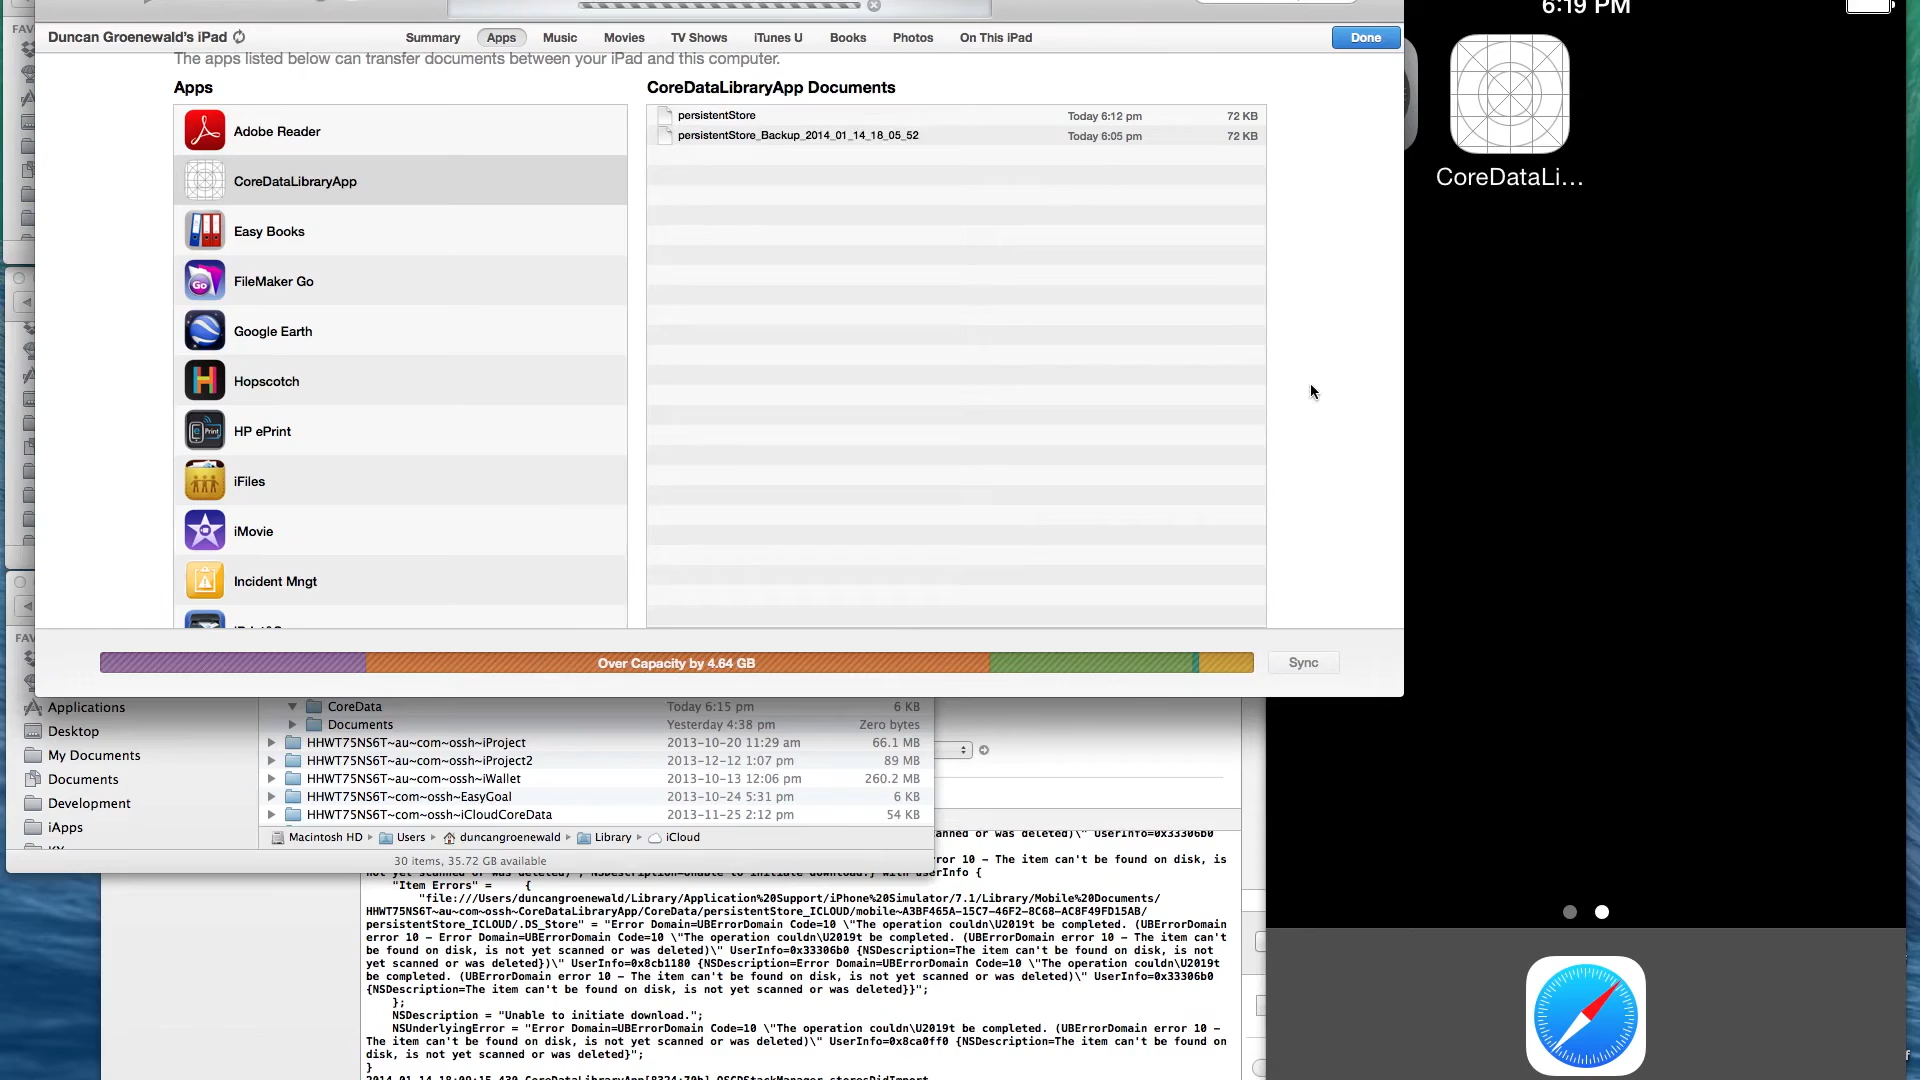 6:19 PM
Duncan Groenewald's iPad
Summary
Apps
Music
Movies
TV Shows
iTunes U
Books
Photos
On This iPad
Done
The apps listed below can transfer documents between your iPad and this computer.
Apps
CoreDataLibraryApp Documents
Adobe Reader
CoreDataLibraryApp
Easy Books
FileMaker Go
Google Earth
Hopscotch
HP ePrint
iFiles
iMovie
Incident Mngt
persistentStore Today 6:12 pm 72 KB
persistentStore_Backup_2014_01_14_18_05_52 Today 6:05 pm 72 KB
CoreDataLi...
Over Capacity by 4.64 GB
Sync
FAV
FAV
Applications
Desktop
My Documents
Documents
Development
iApps
CoreData Today 6:15 pm 6 KB
Documents Yesterday 4:38 pm Zero bytes
HHWT75NS6T~au~com~ossh~iProject 2013-10-20 11:29 am 66.1 MB
HHWT75NS6T~au~com~ossh~iProject2 2013-12-12 1:07 pm 89 MB
HHWT75NS6T~au~com~ossh~iWallet 2013-10-13 12:06 pm 260.2 MB
HHWT75NS6T~com~ossh~EasyGoal 2013-10-24 5:31 pm 6 KB
HHWT75NS6T~com~ossh~iCloudCoreData 2013-11-25 2:12 pm 54 KB
Macintosh HD Users duncangroenewald Library iCloud
30 items, 35.72 GB available
anned or was deleted)\" UserInfo=0x33306b0
ror 10 – The item can't be found on disk, is
"Item Errors" = {
"file:///Users/duncangroenewald/Library/Application%20Support/iPhone%20Simulator/7.1/Library/Mobile%20Documents/
HHWT75NS6T~au~com~ossh~CoreDataLibraryApp/CoreData/persistentStore_ICLOUD/mobile~A3BF465A-15C7-46F2-8C68-AC8F49FD15AB/
persistentStore_ICLOUD/.DS_Store" = "Error Domain=UBErrorDomain Code=10 \"The operation couldn\U2019t be completed. (UBErrorDomain
error 10 – Error Domain=UBErrorDomain Code=10 \"The operation couldn\U2019t be completed. (UBErrorDomain error 10 – The item can't
be found on disk, is not yet scanned or was deleted)\" UserInfo=0x33306b0 {NSDescription=The item can't be found on disk, is not
yet scanned or was deleted})\" UserInfo=0x8cb1180 {NSDescription=Error Domain=UBErrorDomain Code=10 \"The operation couldn\U2019t
be completed. (UBErrorDomain error 10 – The item can't be found on disk, is not yet scanned or was deleted)\" UserInfo=0x33306b0
{NSDescription=The item can't be found on disk, is not yet scanned or was deleted}}";
};
NSDescription = "Unable to initiate download.";
NSUnderlyingError = "Error Domain=UBErrorDomain Code=10 \"The operation couldn\U2019t be completed. (UBErrorDomain error 10 –
The item can't be found on disk, is not yet scanned or was deleted)\" UserInfo=0x8ca0ff0 {NSDescription=The item can't be found on
disk, is not yet scanned or was deleted}";
}